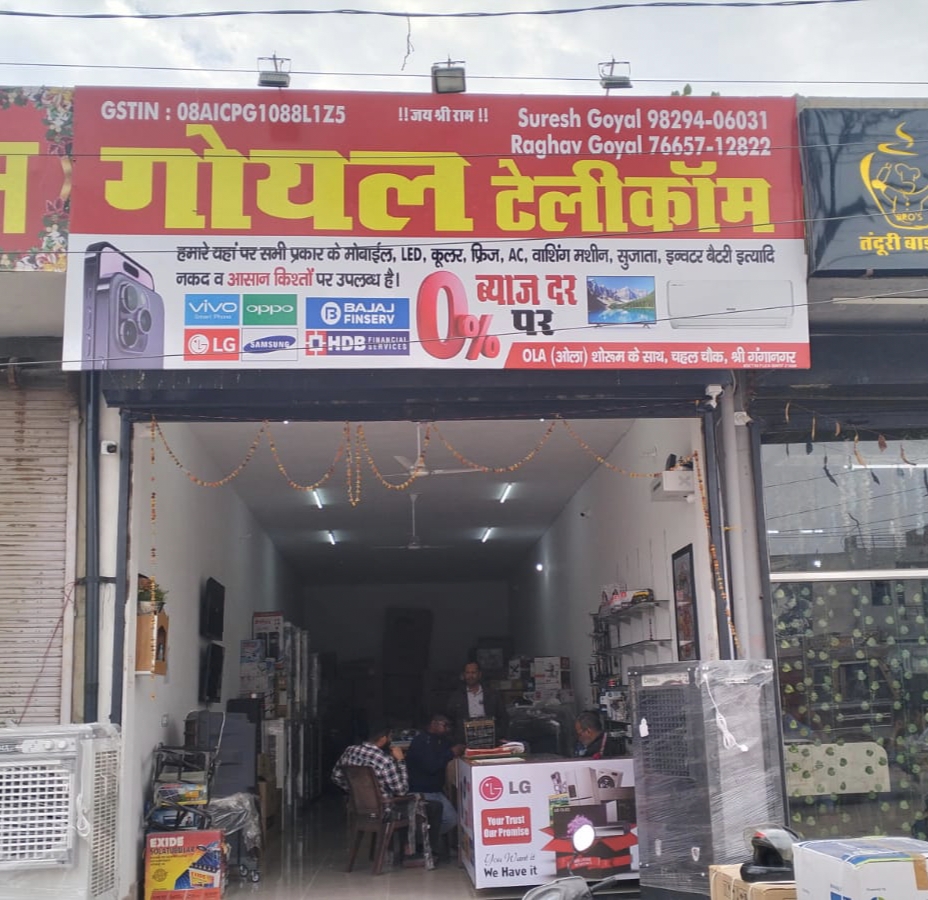 GSTIN : 08AICPG1088L1Z5
!! जय श्री राम !!
Suresh Goyal 98294-06031
Raghav Goyal 76657-12822
गोयल टेलीकॉम
हमारे यहां पर सभी प्रकार के मोबाईल, LED, कूलर, फ्रिज, AC, वाशिंग मशीन, सुजाता, इन्वटर बैटरी इत्यादि
नकद व आसान किश्तों पर उपलब्ध है।
vivo
Smart Phone
oppo
BAJAJ
FINSERV
LG
SAMSUNG
HDB FINANCIAL
SERVICES
0%
ब्याज दर
पर
OLA (ओला) शोरूम के साथ, चहल चौक, श्री गंगानगर
BRO'S
तंदूरी
EXIDE
LG
Your Trust
Our Promise
You Want it
We Have it